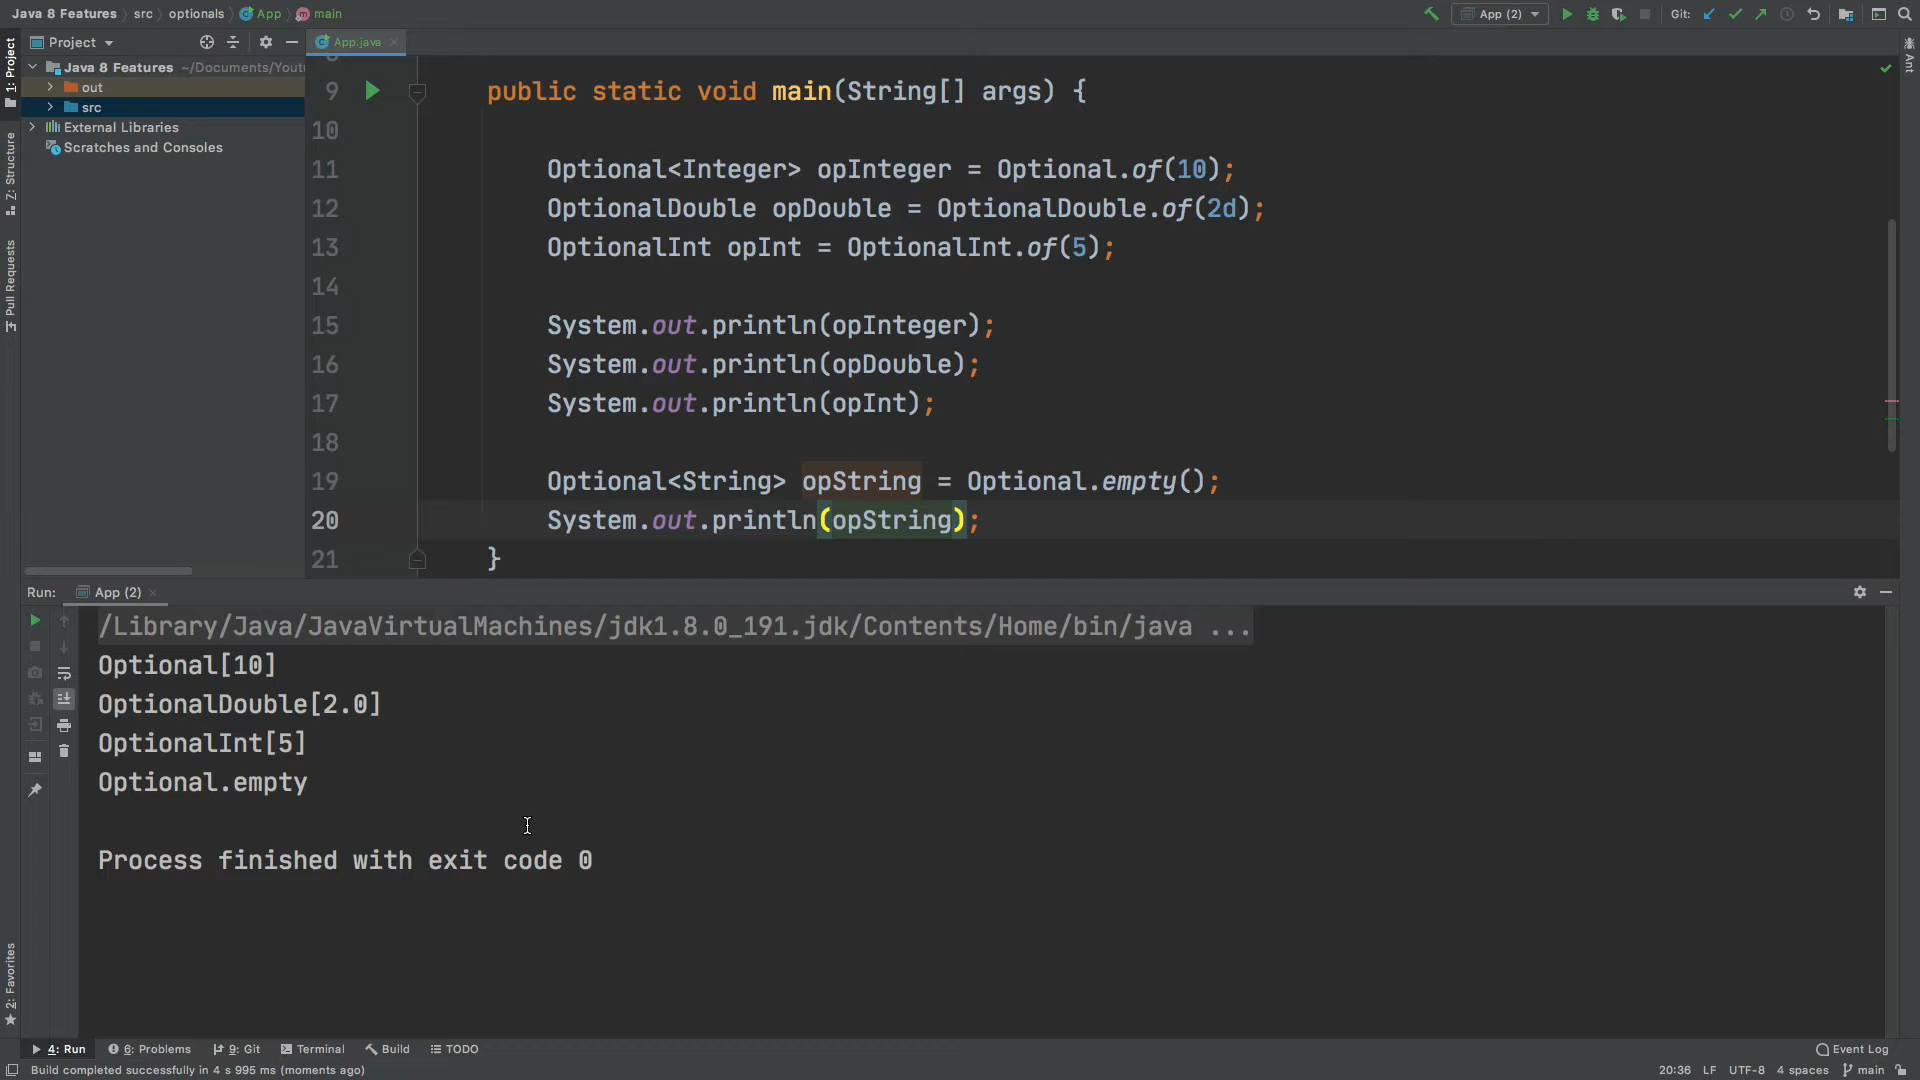 Java 8 Features src optionals App main
App (2)
Git:
Project
App.java
1: Project
Z: Structure
Pull Requests
2: Favorites
Ant
Java 8 Features ~/Documents/Yout
out
src
External Libraries
Scratches and Consoles
9 public static void main(String[] args) {
10
11 Optional<Integer> opInteger = Optional.of(10);
12 OptionalDouble opDouble = OptionalDouble.of(2d);
13 OptionalInt opInt = OptionalInt.of(5);
14
15 System.out.println(opInteger);
16 System.out.println(opDouble);
17 System.out.println(opInt);
18
19 Optional<String> opString = Optional.empty();
20 System.out.println(opString);
21 }
Run: App (2)
/Library/Java/JavaVirtualMachines/jdk1.8.0_191.jdk/Contents/Home/bin/java ...
Optional[10]
OptionalDouble[2.0]
OptionalInt[5]
Optional.empty
Process finished with exit code 0
4: Run 6: Problems 9: Git Terminal Build TODO Event Log
Build completed successfully in 4 s 995 ms (moments ago) 20:36 LF UTF-8 4 spaces main